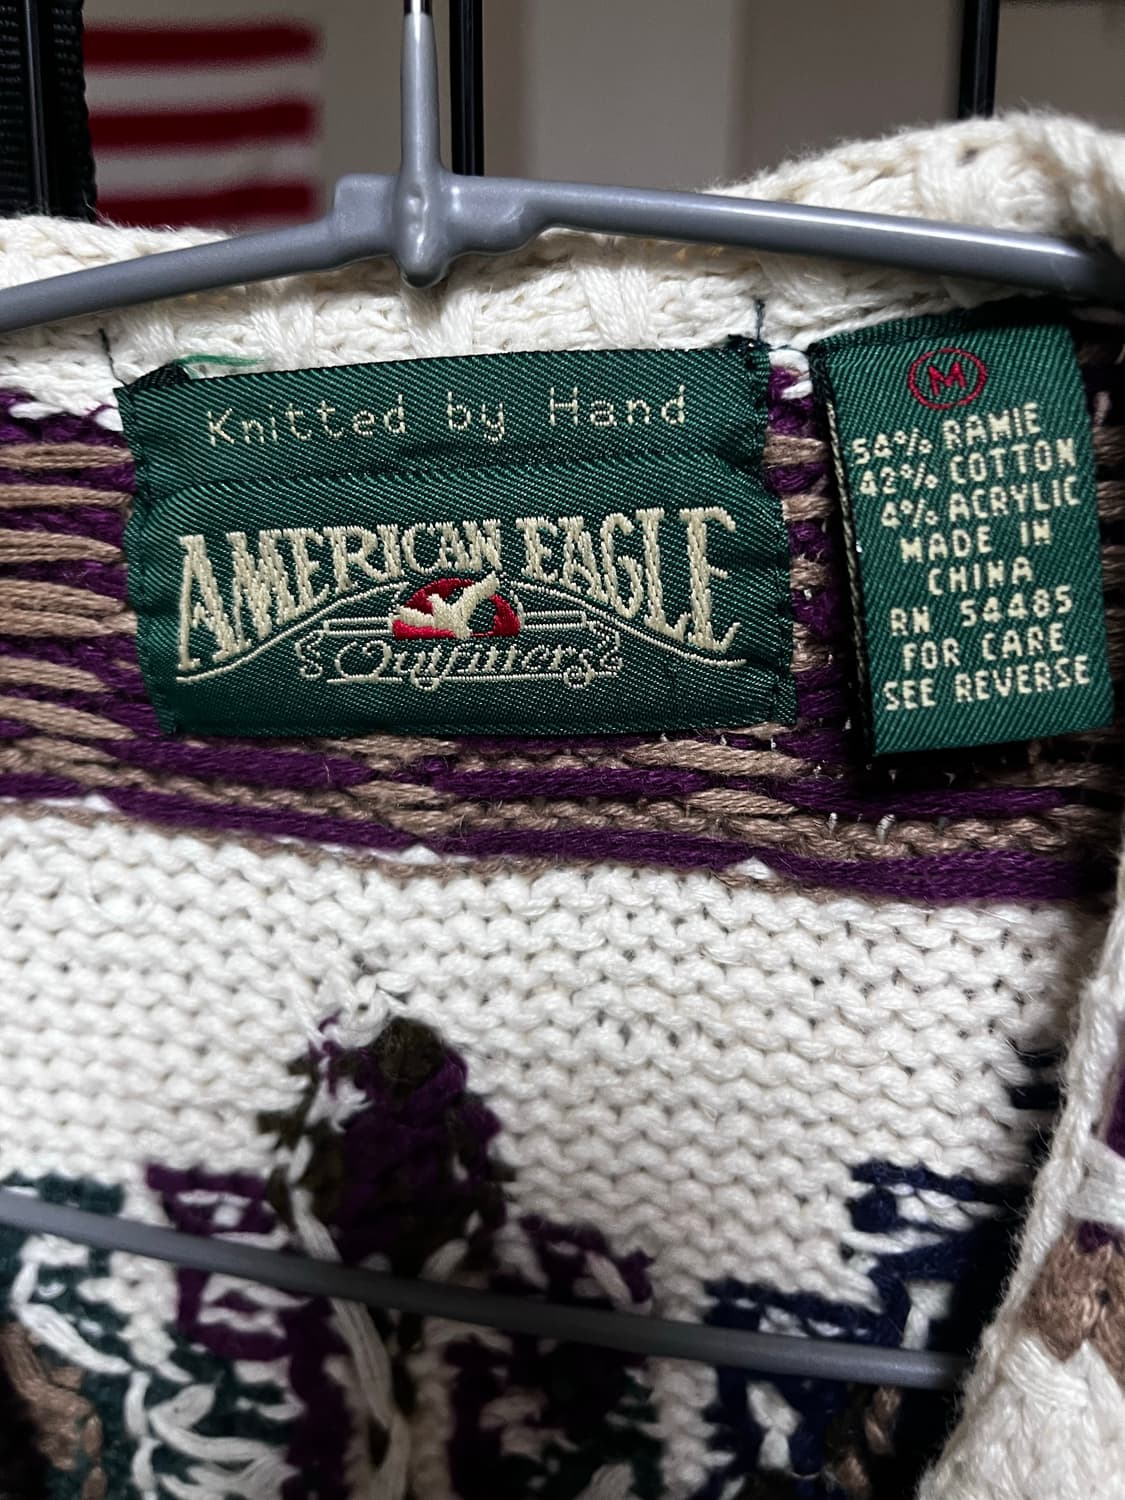 Knitted by Hand
AMERICAN EAGLE
Outfitters
M
54% RAMIE
42% COTTON
4% ACRYLIC
MADE IN
CHINA
RN 54485
FOR CARE
SEE REVERSE